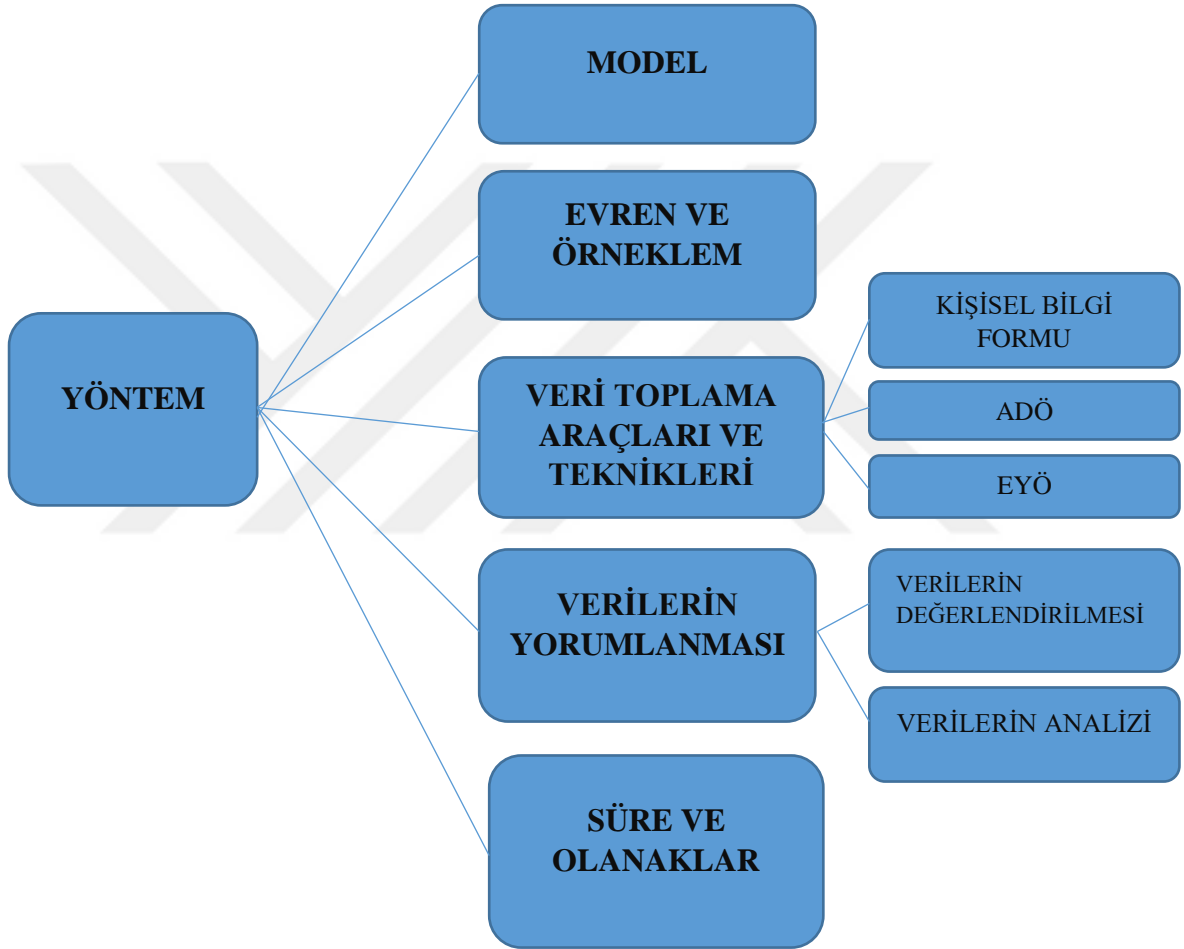 YÖNTEM
MODEL
EVREN VE
ÖRNEKLEM
VERİ TOPLAMA
ARAÇLARI VE
TEKNİKLERİ
KİŞİSEL BİLGİ
FORMU
ADÖ
EYÖ
VERİLERİN
YORUMLANMASI
VERİLERİN
DEĞERLENDİRİLMESİ
VERİLERİN ANALİZİ
SÜRE VE
OLANAKLAR